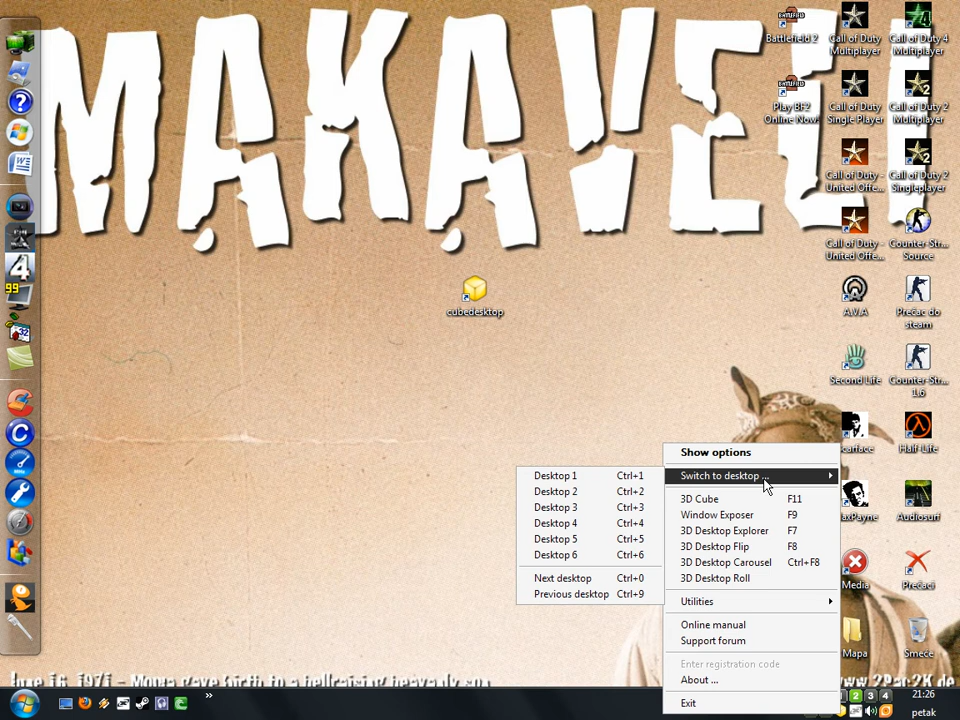 MAKAVELI
Battlefield 2
Call of Duty Multiplayer
Call of Duty 4 Multiplayer
Play BF2 Online Now!
Call of Duty Single Player
Call of Duty 2 Multiplayer
Call of Duty - United Offe...
Call of Duty 2 Singleplayer
Call of Duty - United Offe...
Counter-Str... Source
A.V.A
Prečac do steam
Second Life
Counter-Str... 1.6
cubedesktop
Half-Life
Audiosurf
Media
Prečaci
Mapa
Smeće
4
99
32
Show options
Switch to desktop ...
3D Cube F11
Window Exposer F9
3D Desktop Explorer F7
3D Desktop Flip F8
3D Desktop Carousel Ctrl+F8
3D Desktop Roll
Utilities
Online manual
Support forum
Enter registration code
About ...
Exit
Desktop 1 Ctrl+1
Desktop 2 Ctrl+2
Desktop 3 Ctrl+3
Desktop 4 Ctrl+4
Desktop 5 Ctrl+5
Desktop 6 Ctrl+6
Next desktop Ctrl+0
Previous desktop Ctrl+9
2 3 4
21:26
petak